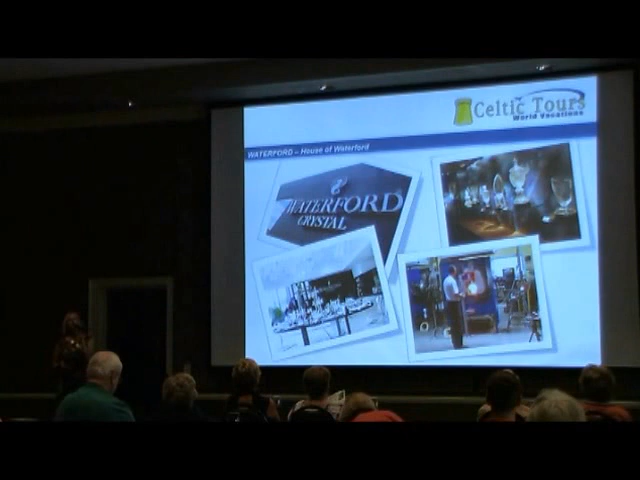 Celtic Tours
World Vacations
WATERFORD – House of Waterford
WATERFORD
CRYSTAL